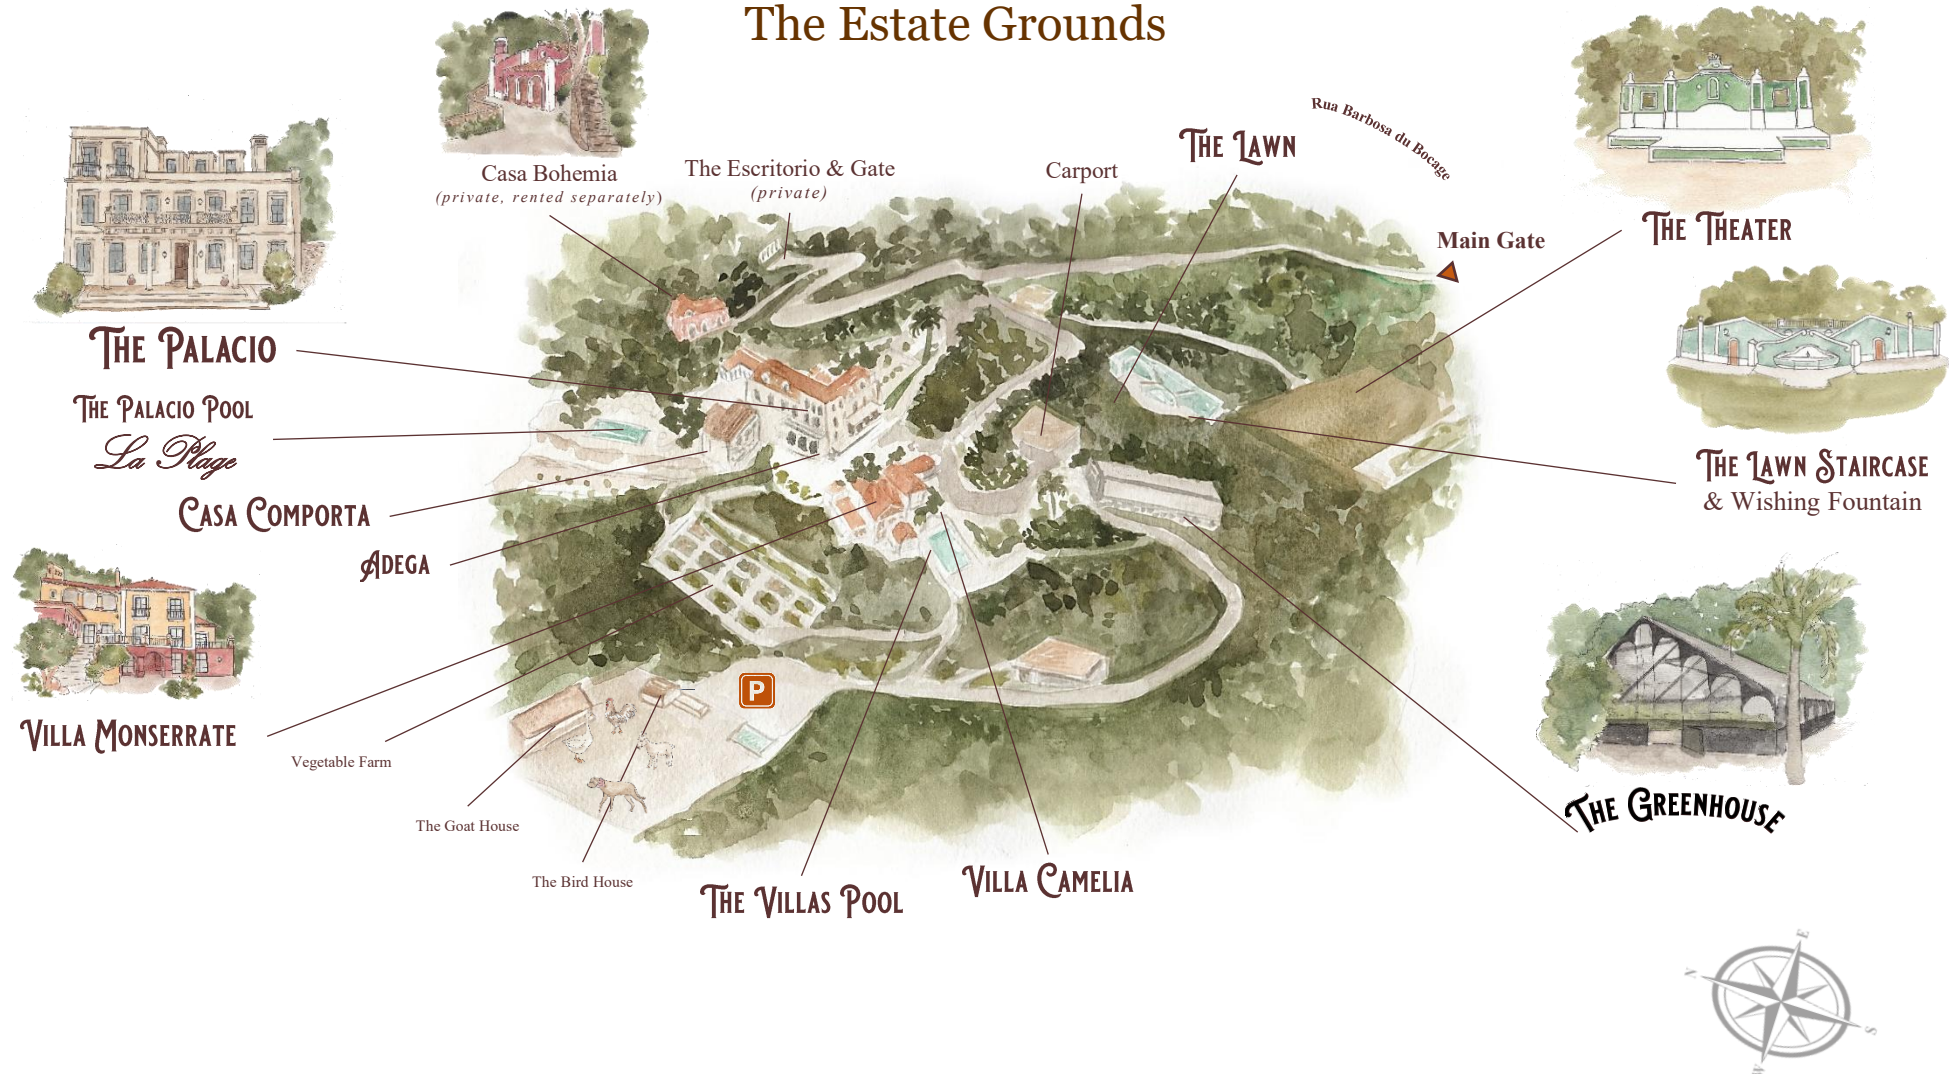 The Estate Grounds
Casa Bohemia
(private, rented separately)
The Escritorio & Gate
(private)
Carport
The Lawn
Rua Barbosa du Bocage
Main Gate
The Theater
The Palacio
The Palacio Pool
La Plage
Casa Comporta
Adega
The Lawn Staircase
& Wishing Fountain
Villa Monserrate
Vegetable Farm
P
The Goat House
The Bird House
The Villas Pool
Villa Camelia
The Greenhouse
E
N
S
W